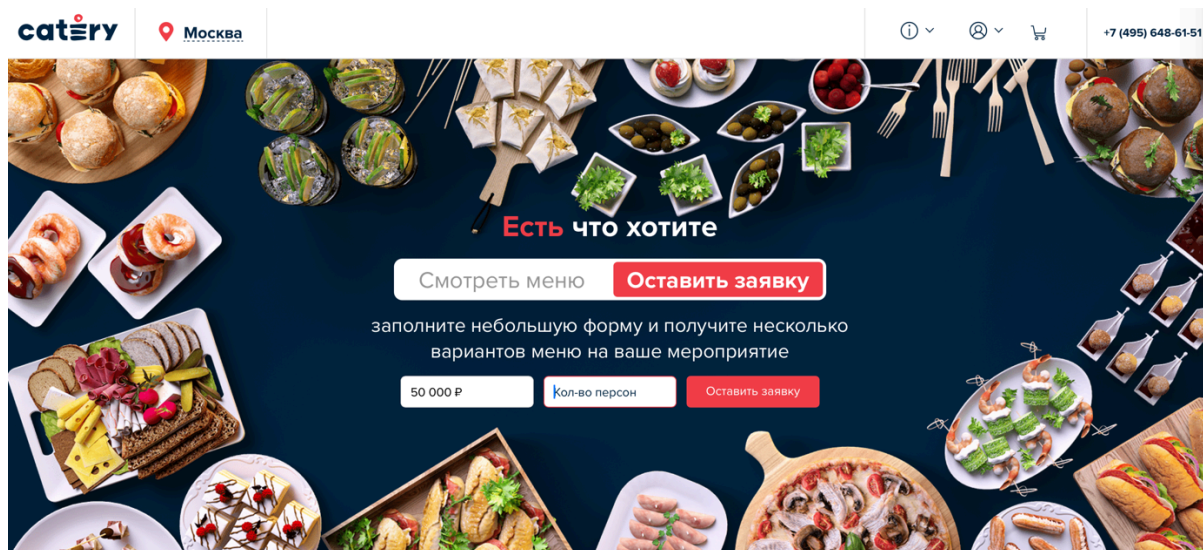 catery
Москва
+7 (495) 648-61-51
Есть что хотите
Смотреть меню
Оставить заявку
заполните небольшую форму и получите несколько
вариантов меню на ваше мероприятие
50 000 ₽
Кол-во персон
Оставить заявку